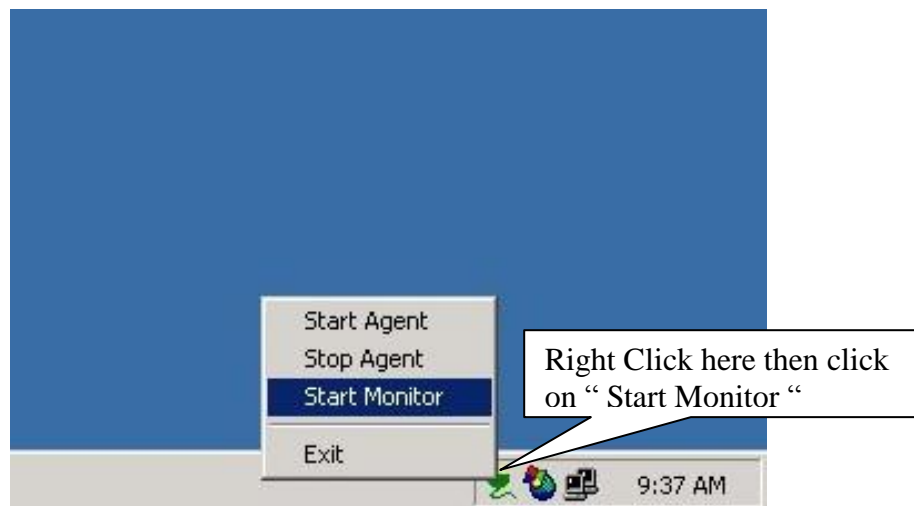 Start Agent
Stop Agent
Start Monitor
Exit
Right Click here then click
on “ Start Monitor “
9:37 AM